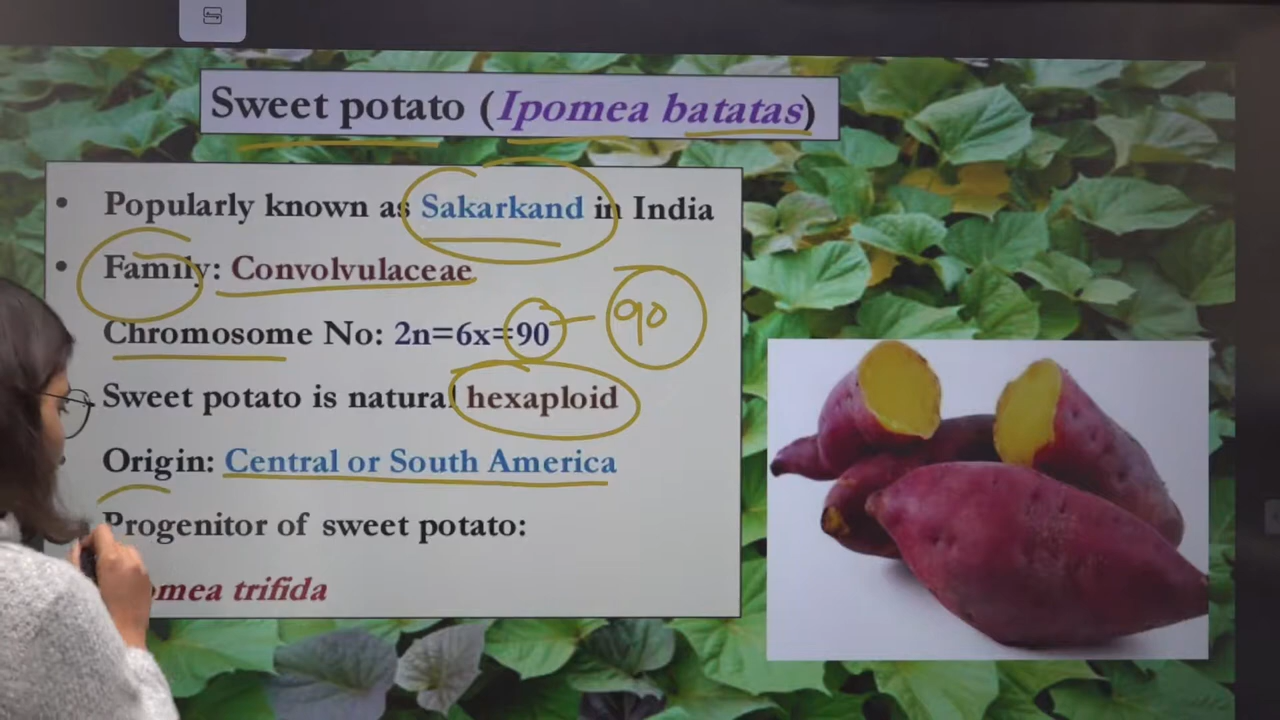 Sweet potato (Ipomea batatas)
• Popularly known as Sakarkand in India
• Family: Convolvulaceae
Chromosome No: 2n=6x=90 – 90
Sweet potato is natural hexaploid
Origin: Central or South America
Progenitor of sweet potato:
trifida